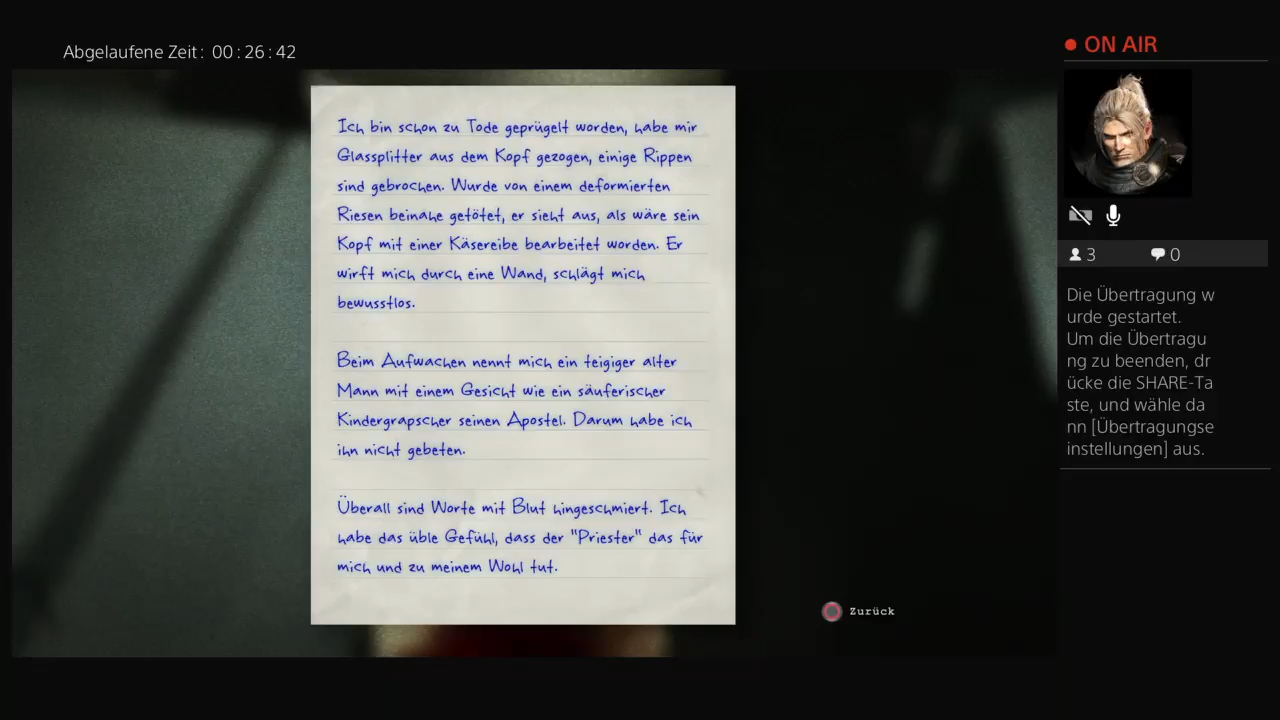 Abgelaufene Zeit: 00:26:42
ON AIR
Ich bin schon zu Tode geprügelt worden, habe mir
Glassplitter aus dem Kopf gezogen, einige Rippen
sind gebrochen. Wurde von einem deformierten
Riesen beinahe getötet, er sieht aus, als wäre sein
Kopf mit einer Käsereibe bearbeitet worden. Er
wirft mich durch eine Wand, schlägt mich
bewusstlos.
Beim Aufwachen nennt mich ein teigiger alter
Mann mit einem Gesicht wie ein säuferischer
Kindergrapscher seinen Apostel. Darum habe ich
ihn nicht gebeten.
Überall sind Worte mit Blut hingeschmiert. Ich
habe das üble Gefühl, dass der "Priester" das für
mich und zu meinem Wohl tut.
Zurück
3 0
Die Übertragung w
urde gestartet.
Um die Übertragu
ng zu beenden, dr
ücke die SHARE-Ta
ste, und wähle da
nn [Übertragungse
instellungen] aus.